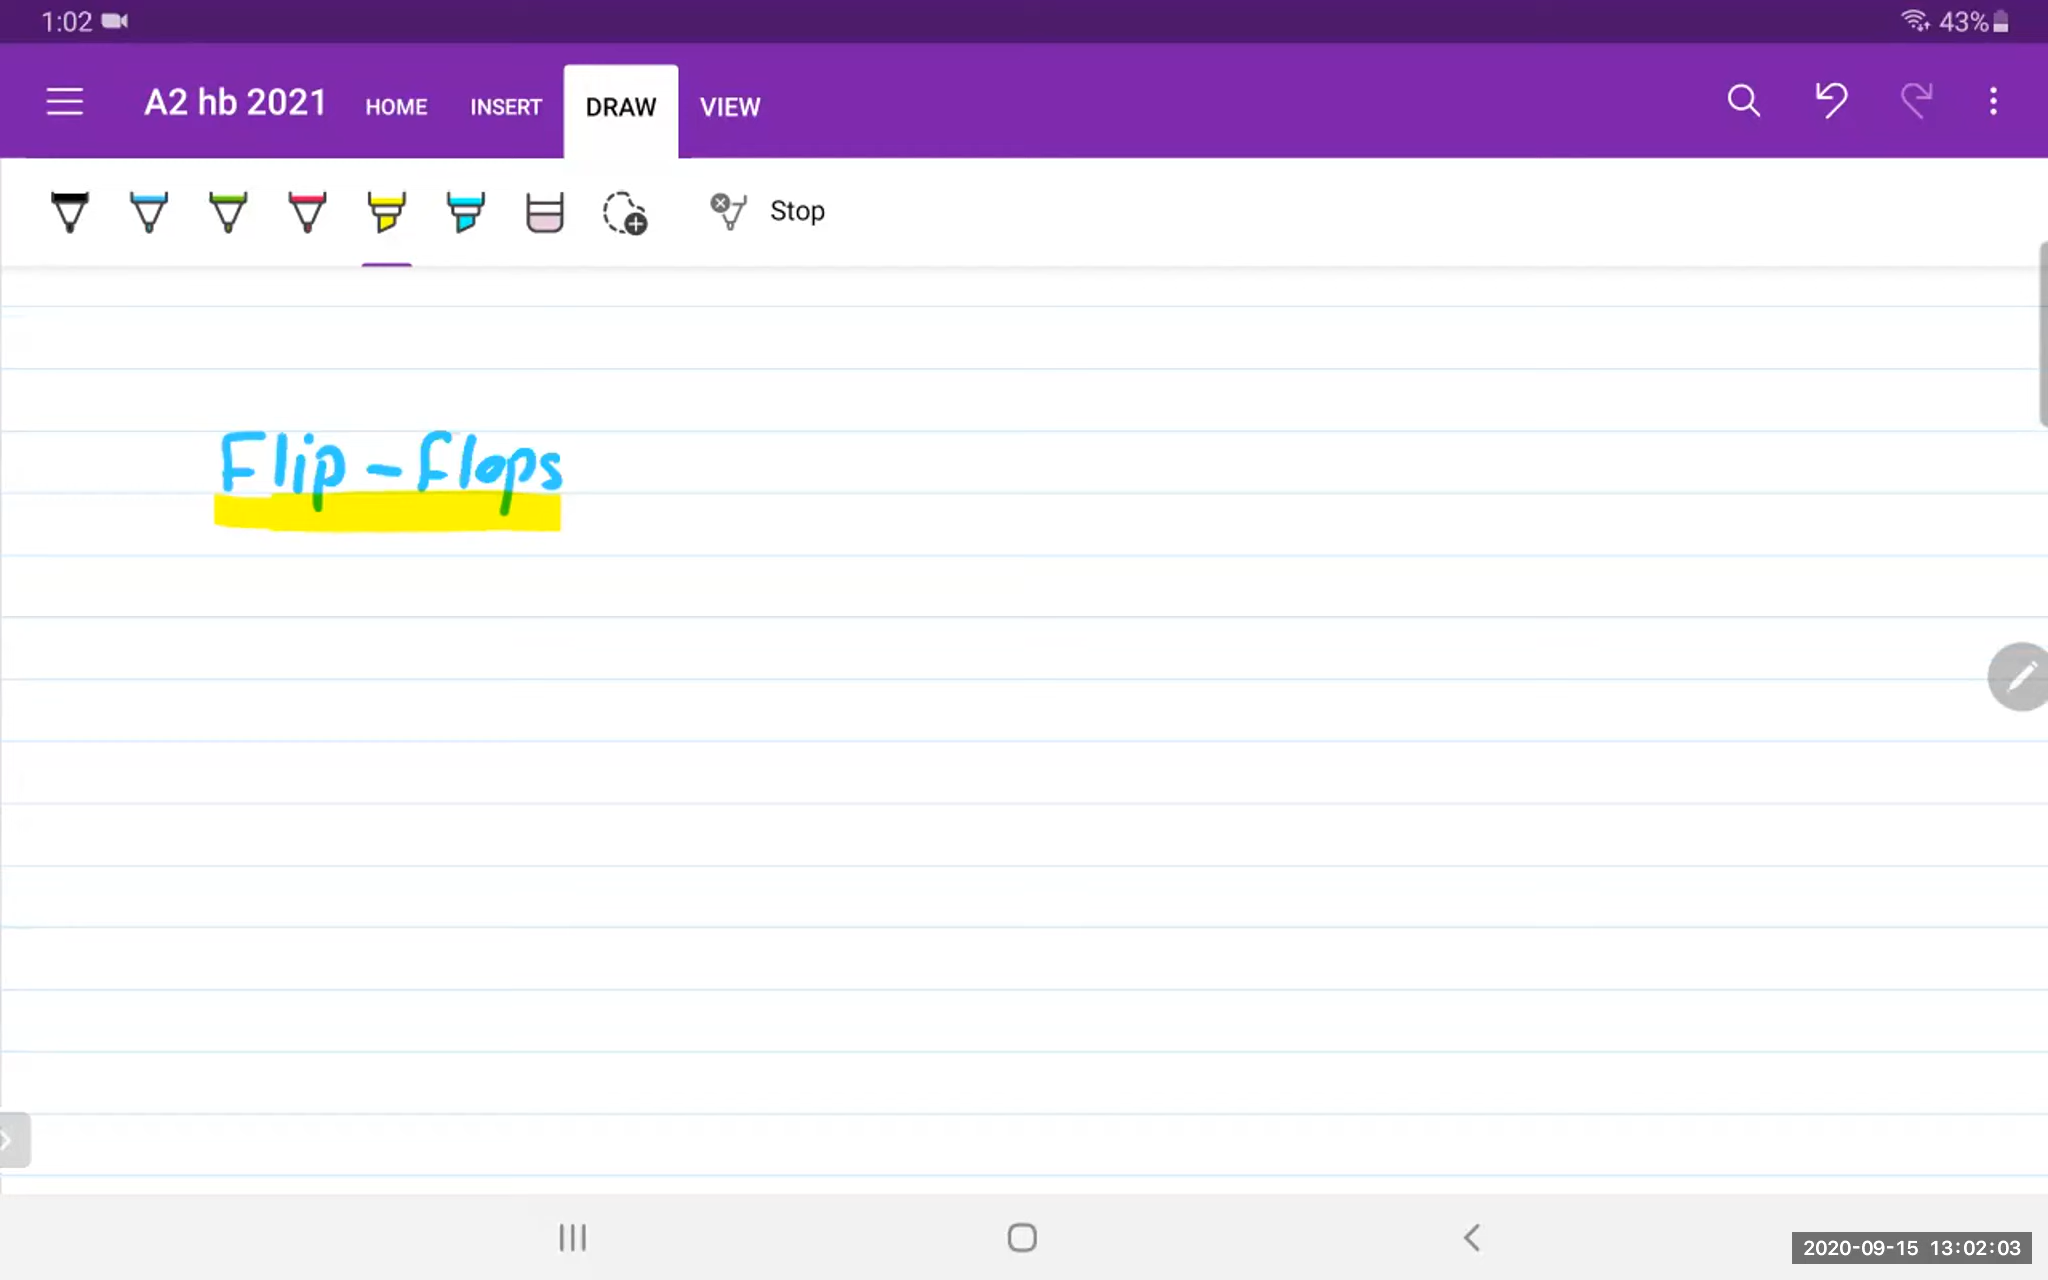 1:02 43%
A2 hb 2021 HOME INSERT DRAW VIEW
Stop
Flip - Flops
2020-09-15 13:02:03